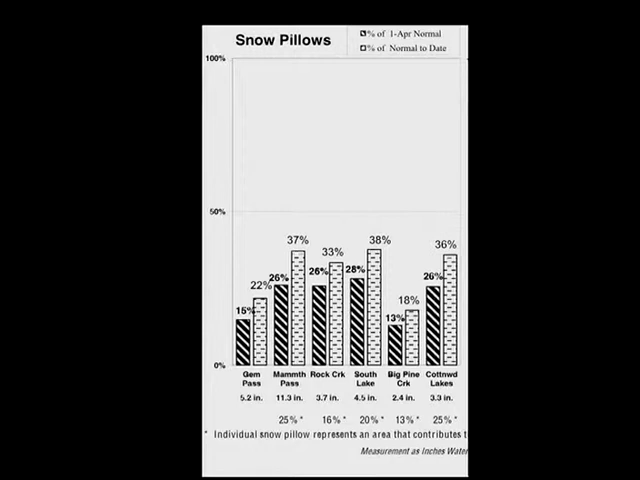 Snow Pillows
% of 1-Apr Normal
% of Normal to Date
100%
50%
0%
15% 22% 26% 37% 26% 33% 28% 38% 13% 18% 26% 36%
Gem Pass
Mammth Pass
Rock Crk
South Lake
Big Pine Crk
Cottnwd Lakes
5.2 in. 11.3 in. 3.7 in. 4.5 in. 2.4 in. 3.3 in.
25% * 16% * 20% * 13% * 25% *
* Individual snow pillow represents an area that contributes t
Measurement as Inches Water